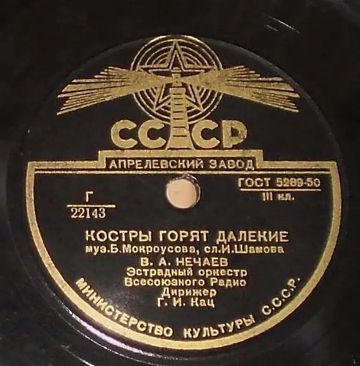 СССР
АПРЕЛЕВСКИЙ ЗАВОД
Г
22143
ГОСТ 5289-50
III кл.
КОСТРЫ ГОРЯТ ДАЛЕКИЕ
муз.Б.Мокроусова, сл.И.Шамова
В. А. НЕЧАЕВ
Эстрадный оркестр
Всесоюзного Радио
Дирижер
Г. И. Кац
МИНИСТЕРСТВО КУЛЬТУРЫ С.С.С.Р.